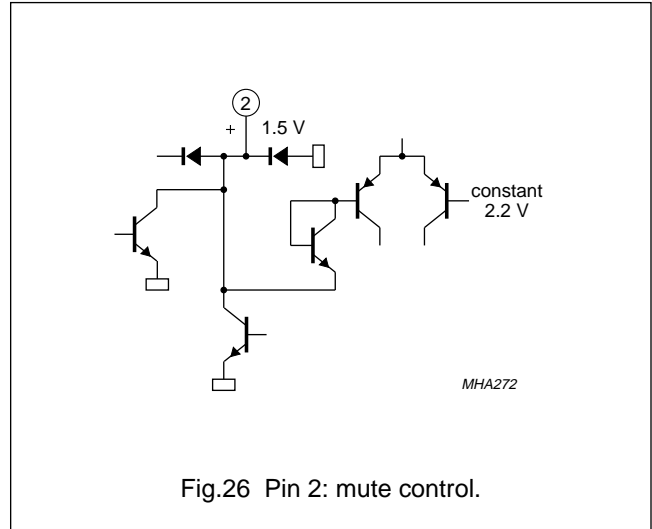 2
+ 1.5 V
constant
2.2 V
MHA272
Fig.26 Pin 2: mute control.